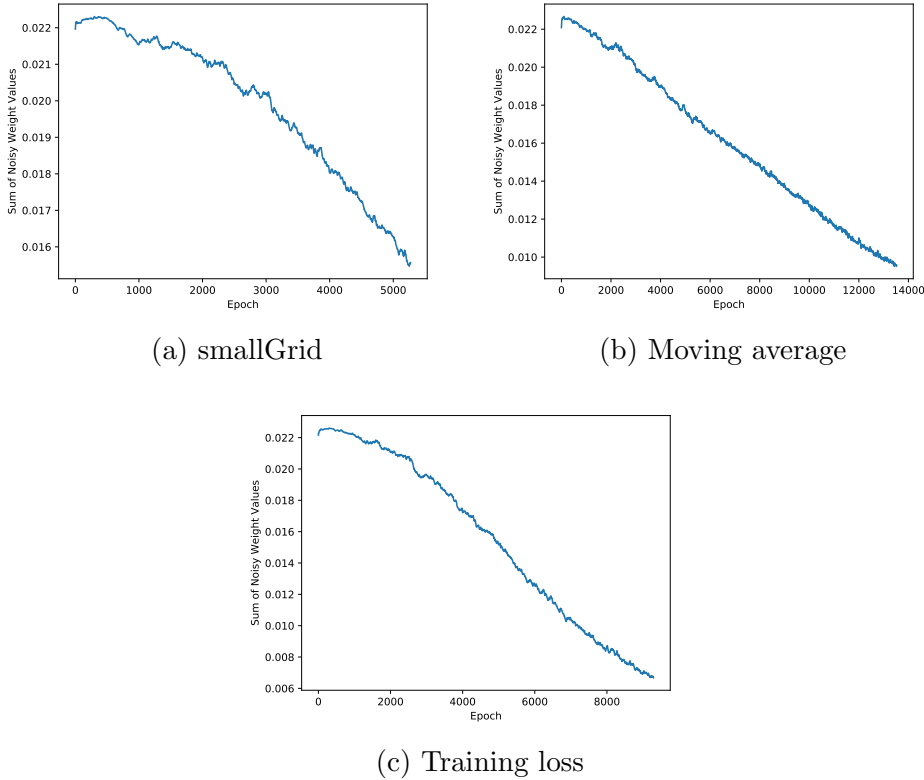 0.022
0.021
0.020
0.019
0.018
0.017
0.016
Sum of Noisy Weight Values
0 1000 2000 3000 4000 5000
Epoch
(a) smallGrid
0.022
0.020
0.018
0.016
0.014
0.012
0.010
Sum of Noisy Weight Values
0 2000 4000 6000 8000 10000 12000 14000
Epoch
(b) Moving average
0.022
0.020
0.018
0.016
0.014
0.012
0.010
0.008
0.006
Sum of Noisy Weight Values
0 2000 4000 6000 8000
Epoch
(c) Training loss